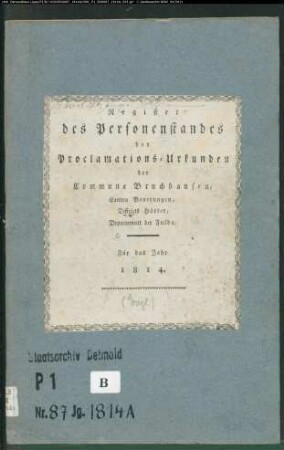 Register
des Personenstandes
der
Proclamations-Urkunden
der
Commune Bruchhausen,
Canton Beverungen,
Distrikts Höxter,
Departement der Fulda.
Für das Jahr
1814.
Staatsarchiv Detmold
P 1
B
Nr. 87 Jg. 1814 A